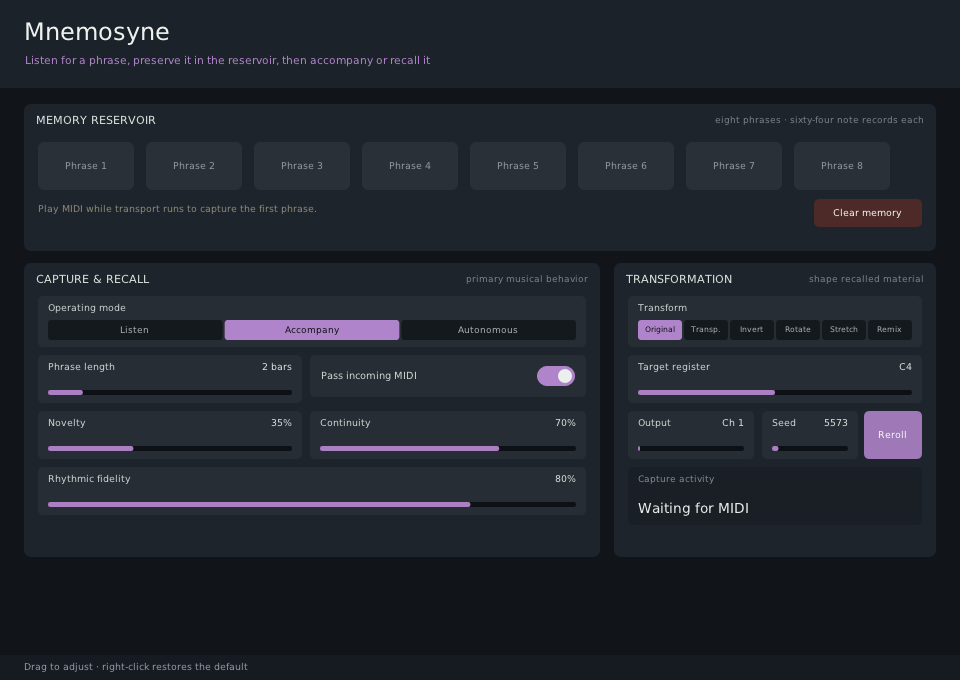 Mnemosyne
Listen for a phrase, preserve it in the reservoir, then accompany or recall it
MEMORY RESERVOIR
eight phrases · sixty-four note records each
Phrase 1
Phrase 2
Phrase 3
Phrase 4
Phrase 5
Phrase 6
Phrase 7
Phrase 8
Play MIDI while transport runs to capture the first phrase.
Clear memory
CAPTURE & RECALL
primary musical behavior
Operating mode
Listen
Accompany
Autonomous
Phrase length
2 bars
Pass incoming MIDI
Novelty
35%
Continuity
70%
Rhythmic fidelity
80%
TRANSFORMATION
shape recalled material
Transform
Original
Transp.
Invert
Rotate
Stretch
Remix
Target register
C4
Output
Ch 1
Seed
5573
Reroll
Capture activity
Waiting for MIDI
Drag to adjust · right-click restores the default